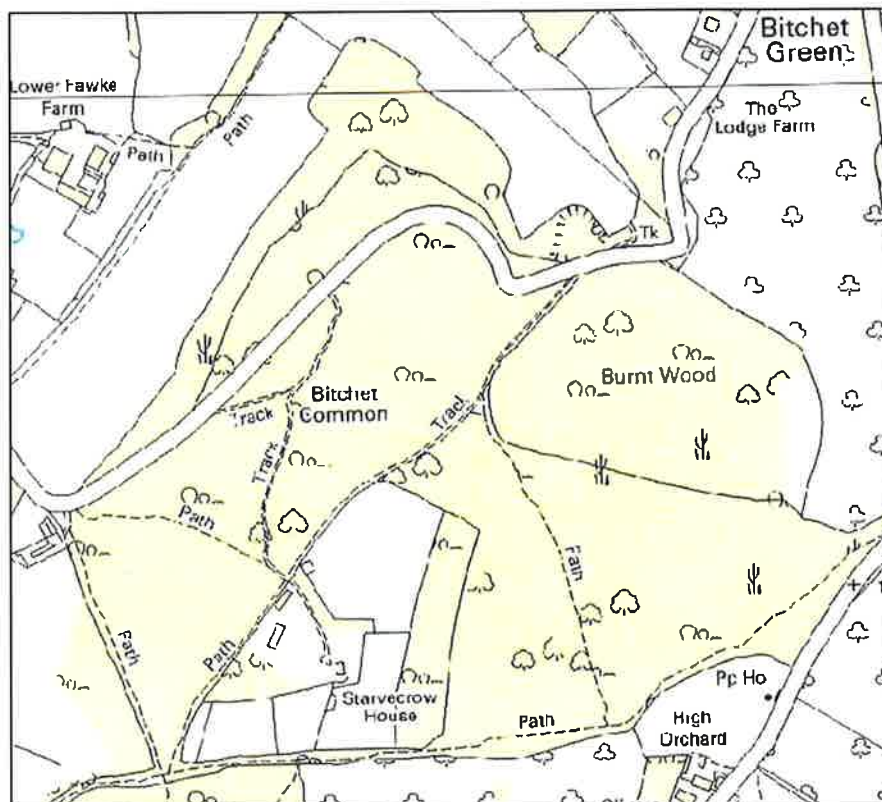 Bitchet
Green
Lower Fawke
Farm
Path
Path
The
Lodge Farm
Tk
Burnt Wood
Bitchet
Common
Track
Track
Track
Path
Path
Path
Path
Starvecrow
House
Path
Pp Ho
High
Orchard